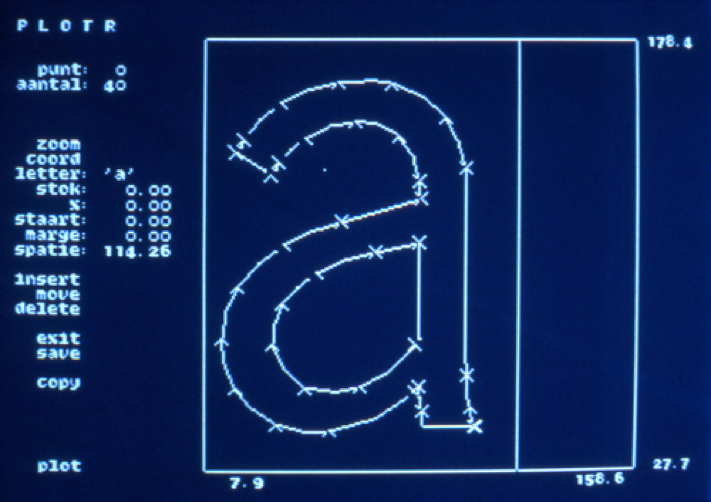 P L O T R
178.4
punt: 0
aantal: 40
zoom
coord
letter: 'a'
stok: 0.00
x: 0.00
staart: 0.00
marge: 0.00
spatie: 114.26
insert
move
delete
exit
save
copy
plot
27.7
7.9
158.6